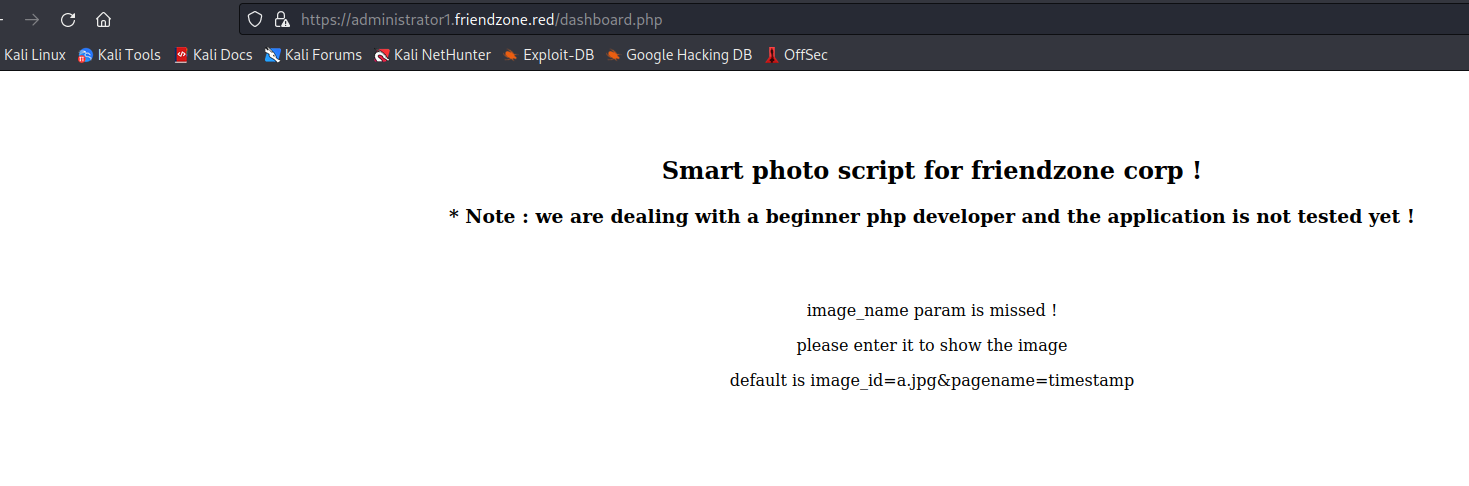 https://administrator1.friendzone.red/dashboard.php
Kali Linux Kali Tools Kali Docs Kali Forums Kali NetHunter Exploit-DB Google Hacking DB OffSec
Smart photo script for friendzone corp !
* Note : we are dealing with a beginner php developer and the application is not tested yet !
image_name param is missed !
please enter it to show the image
default is image_id=a.jpg&pagename=timestamp